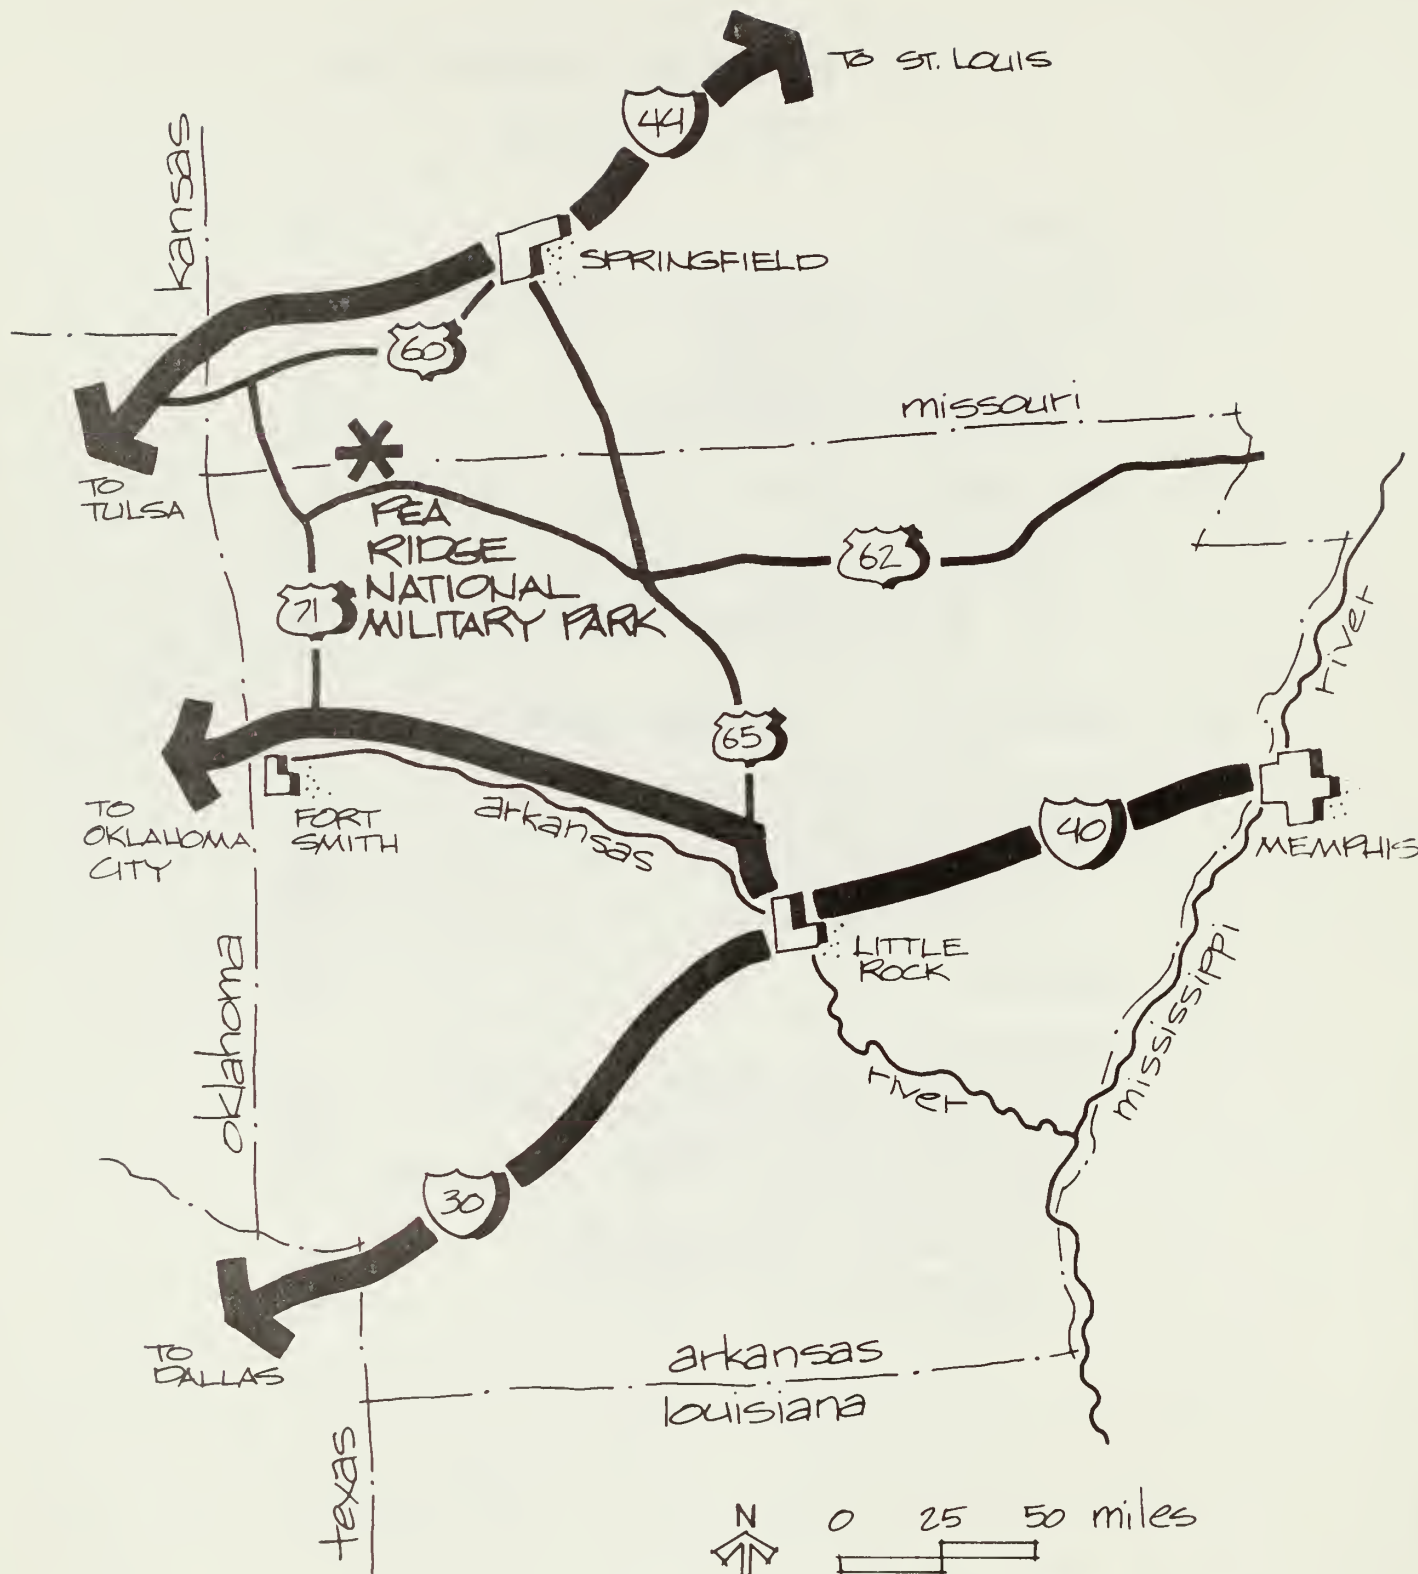 TO ST. LOUIS
44
kansas
SPRINGFIELD
60
missouri
TO
TULSA
PEA
RIDGE
NATIONAL
MILITARY PARK
62
71
river
65
TO
OKLAHOMA
CITY
FORT
SMITH
arkansas
40
MEMPHIS
LITTLE
ROCK
oklahoma
mississippi
river
30
TO
DALLAS
arkansas
louisiana
texas
N
0 25 50 miles